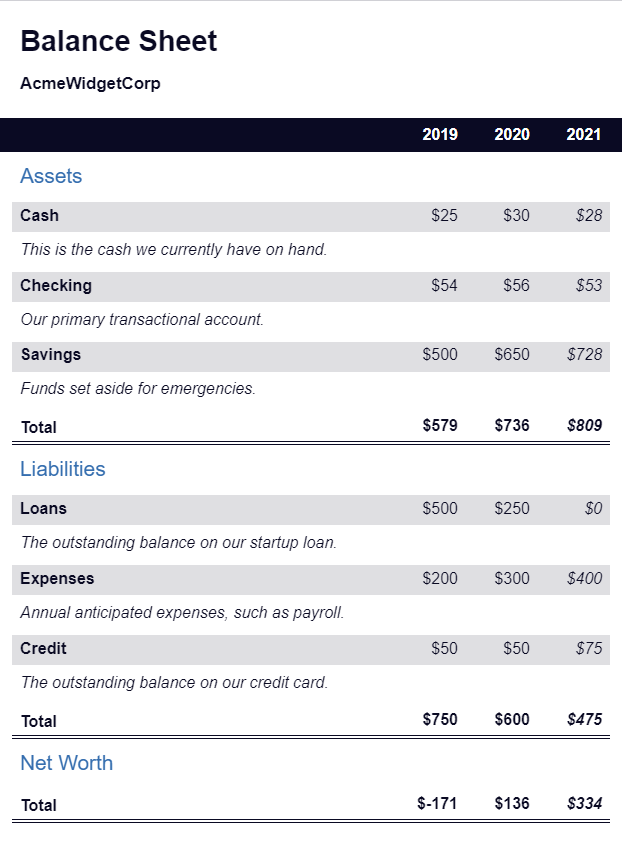 Balance Sheet
AcmeWidgetCorp
2019 2020 2021
Assets
Cash $25 $30 $28
This is the cash we currently have on hand.
Checking $54 $56 $53
Our primary transactional account.
Savings $500 $650 $728
Funds set aside for emergencies.
Total $579 $736 $809
Liabilities
Loans $500 $250 $0
The outstanding balance on our startup loan.
Expenses $200 $300 $400
Annual anticipated expenses, such as payroll.
Credit $50 $50 $75
The outstanding balance on our credit card.
Total $750 $600 $475
Net Worth
Total $-171 $136 $334